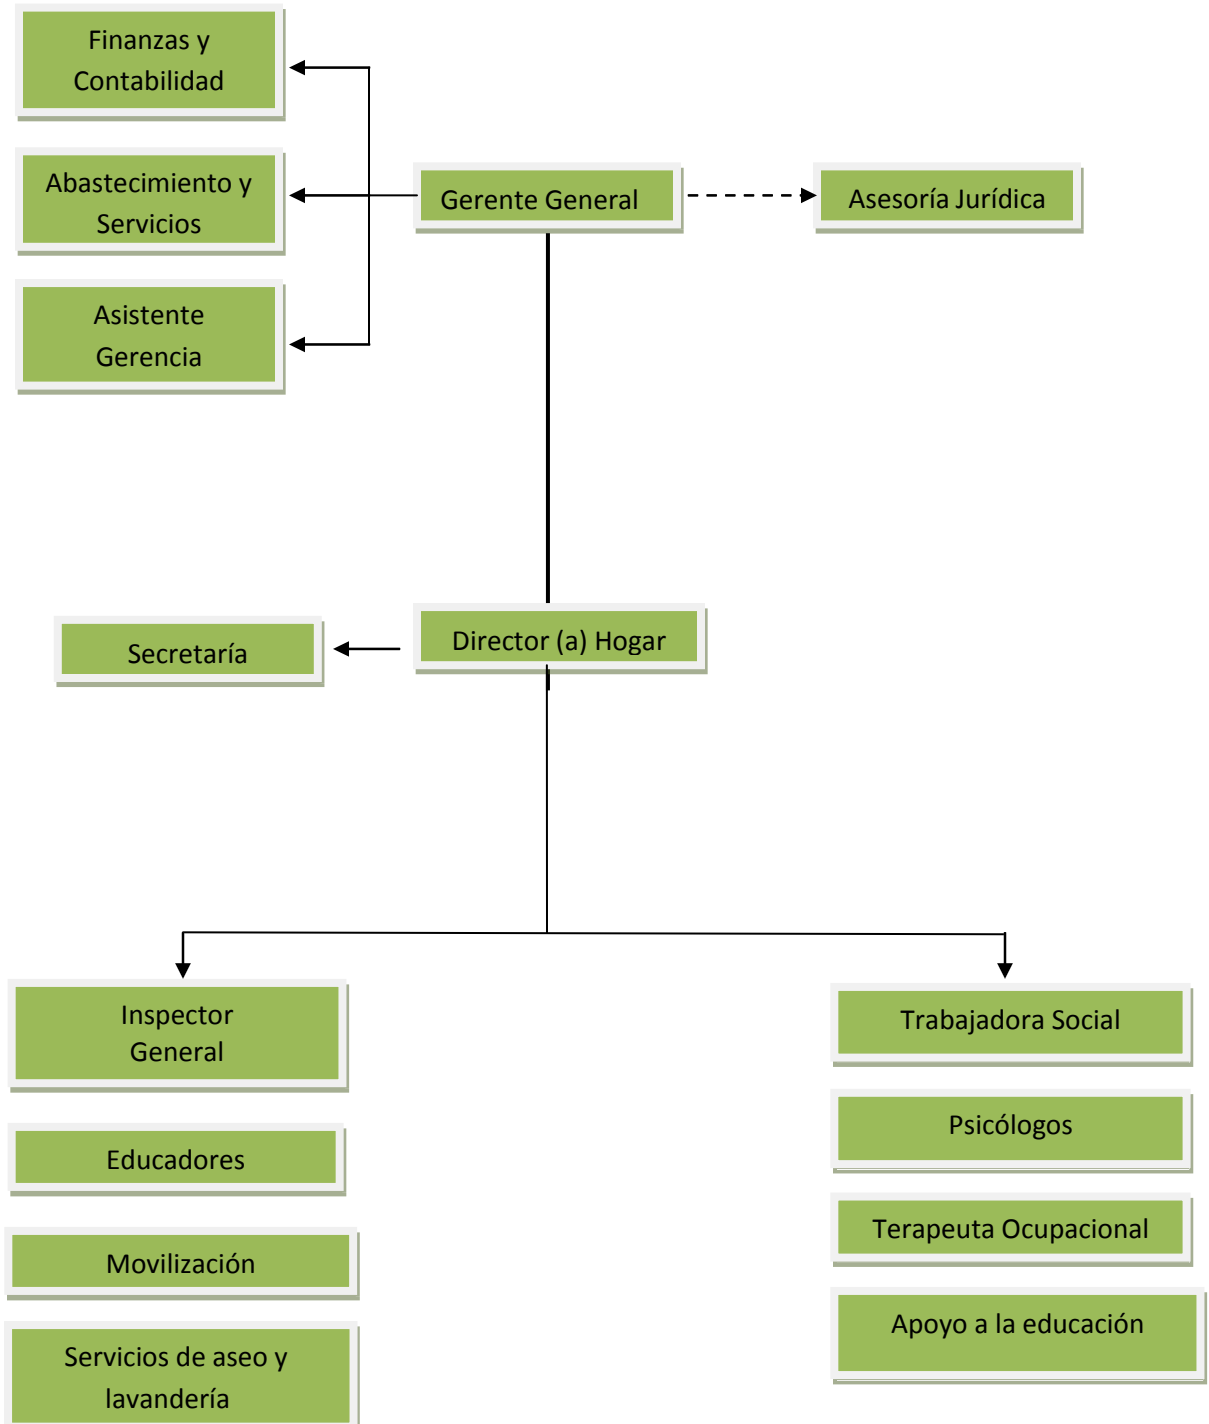 Finanzas y
Contabilidad
Abastecimiento y
Servicios
Gerente General
Asesoría Jurídica
Asistente
Gerencia
Secretaría
Director (a) Hogar
Inspector
General
Educadores
Movilización
Servicios de aseo y
lavandería
Trabajadora Social
Psicólogos
Terapeuta Ocupacional
Apoyo a la educación